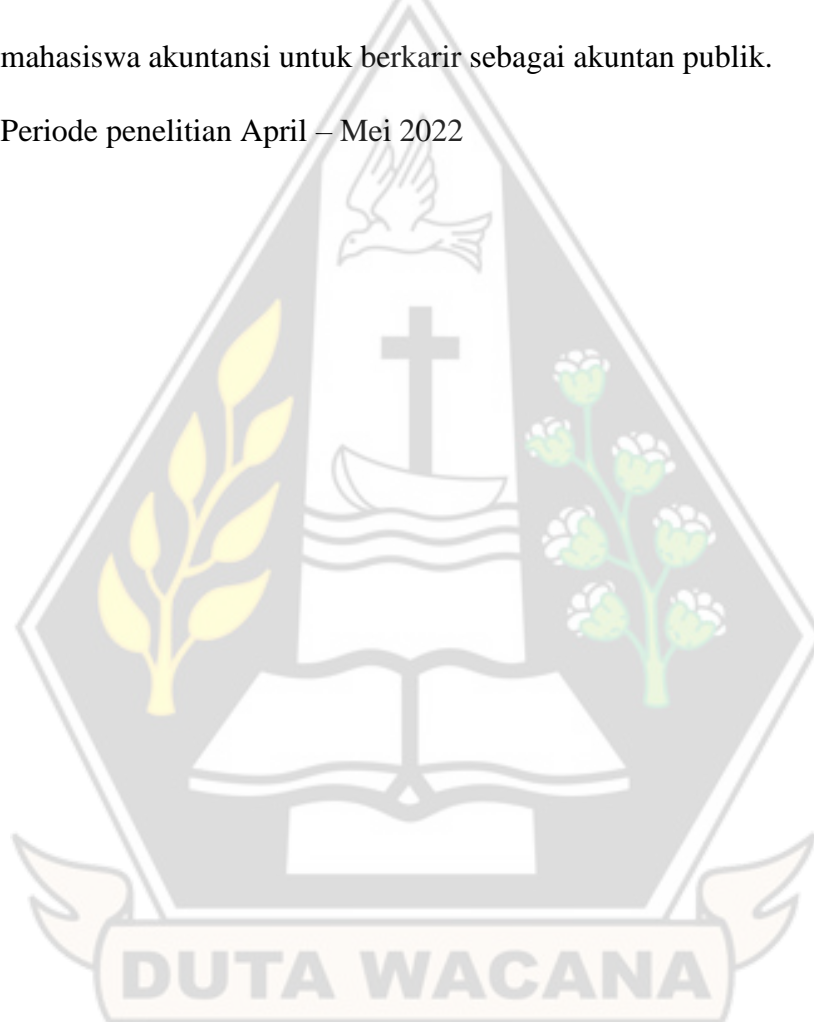 mahasiswa akuntansi untuk berkarir sebagai akuntan publik.
Periode penelitian April – Mei 2022
DUTA WACANA